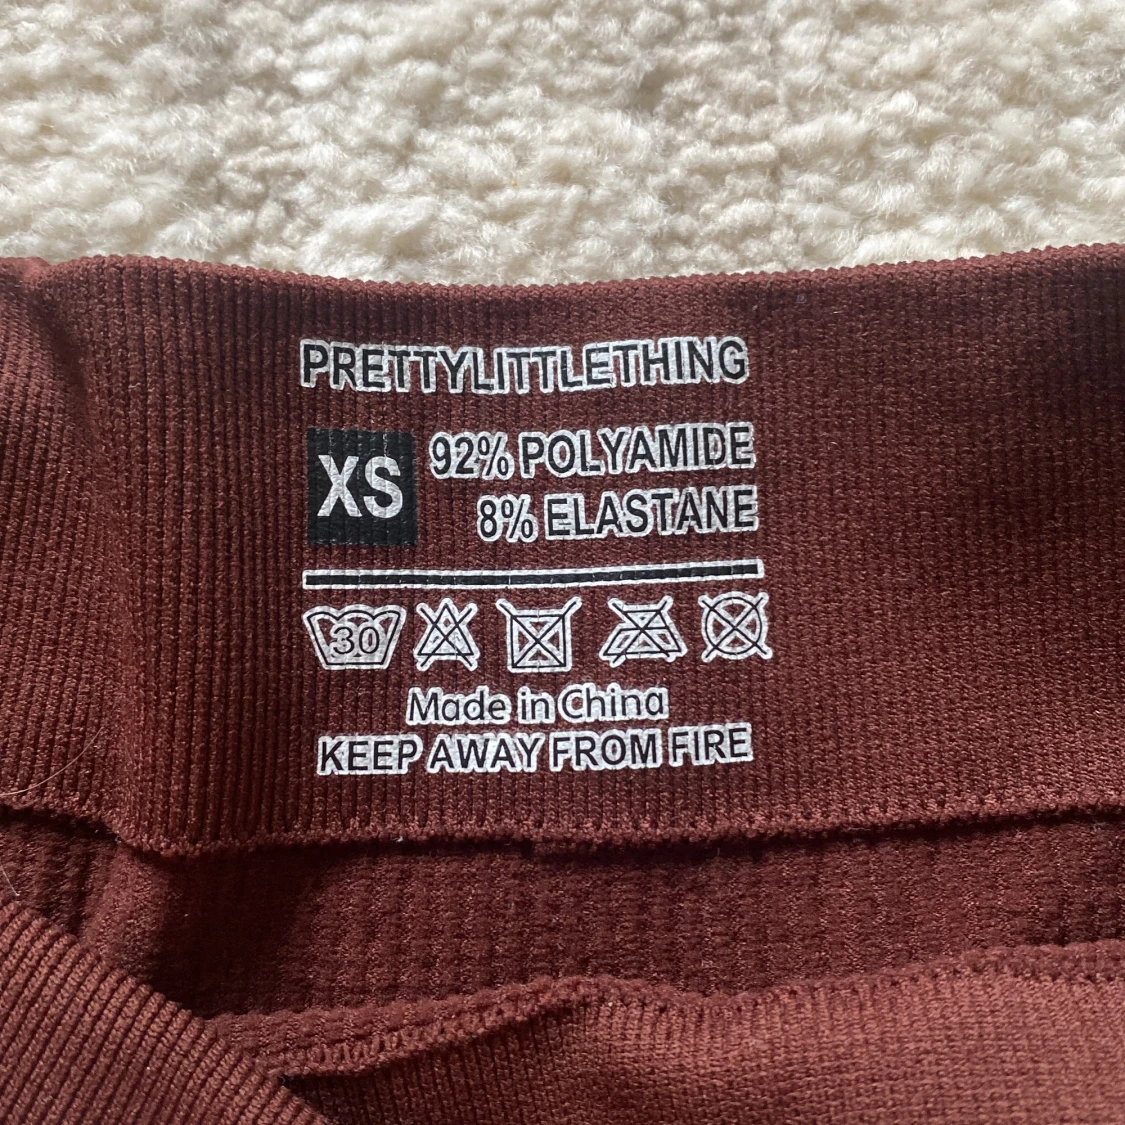 PRETTYLITTLETHING
XS
92% POLYAMIDE
8% ELASTANE
30
Made in China
KEEP AWAY FROM FIRE